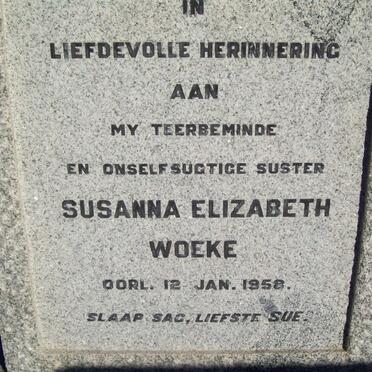 IN
LIEFDEVOLLE HERINNERING
AAN
MY TEERBEMINDE
EN ONSELFSUGTIGE SUSTER
SUSANNA ELIZABETH
WOEKE
OORL. 12 JAN. 1958.
SLAAP SAG, LIEFSTE SUE.